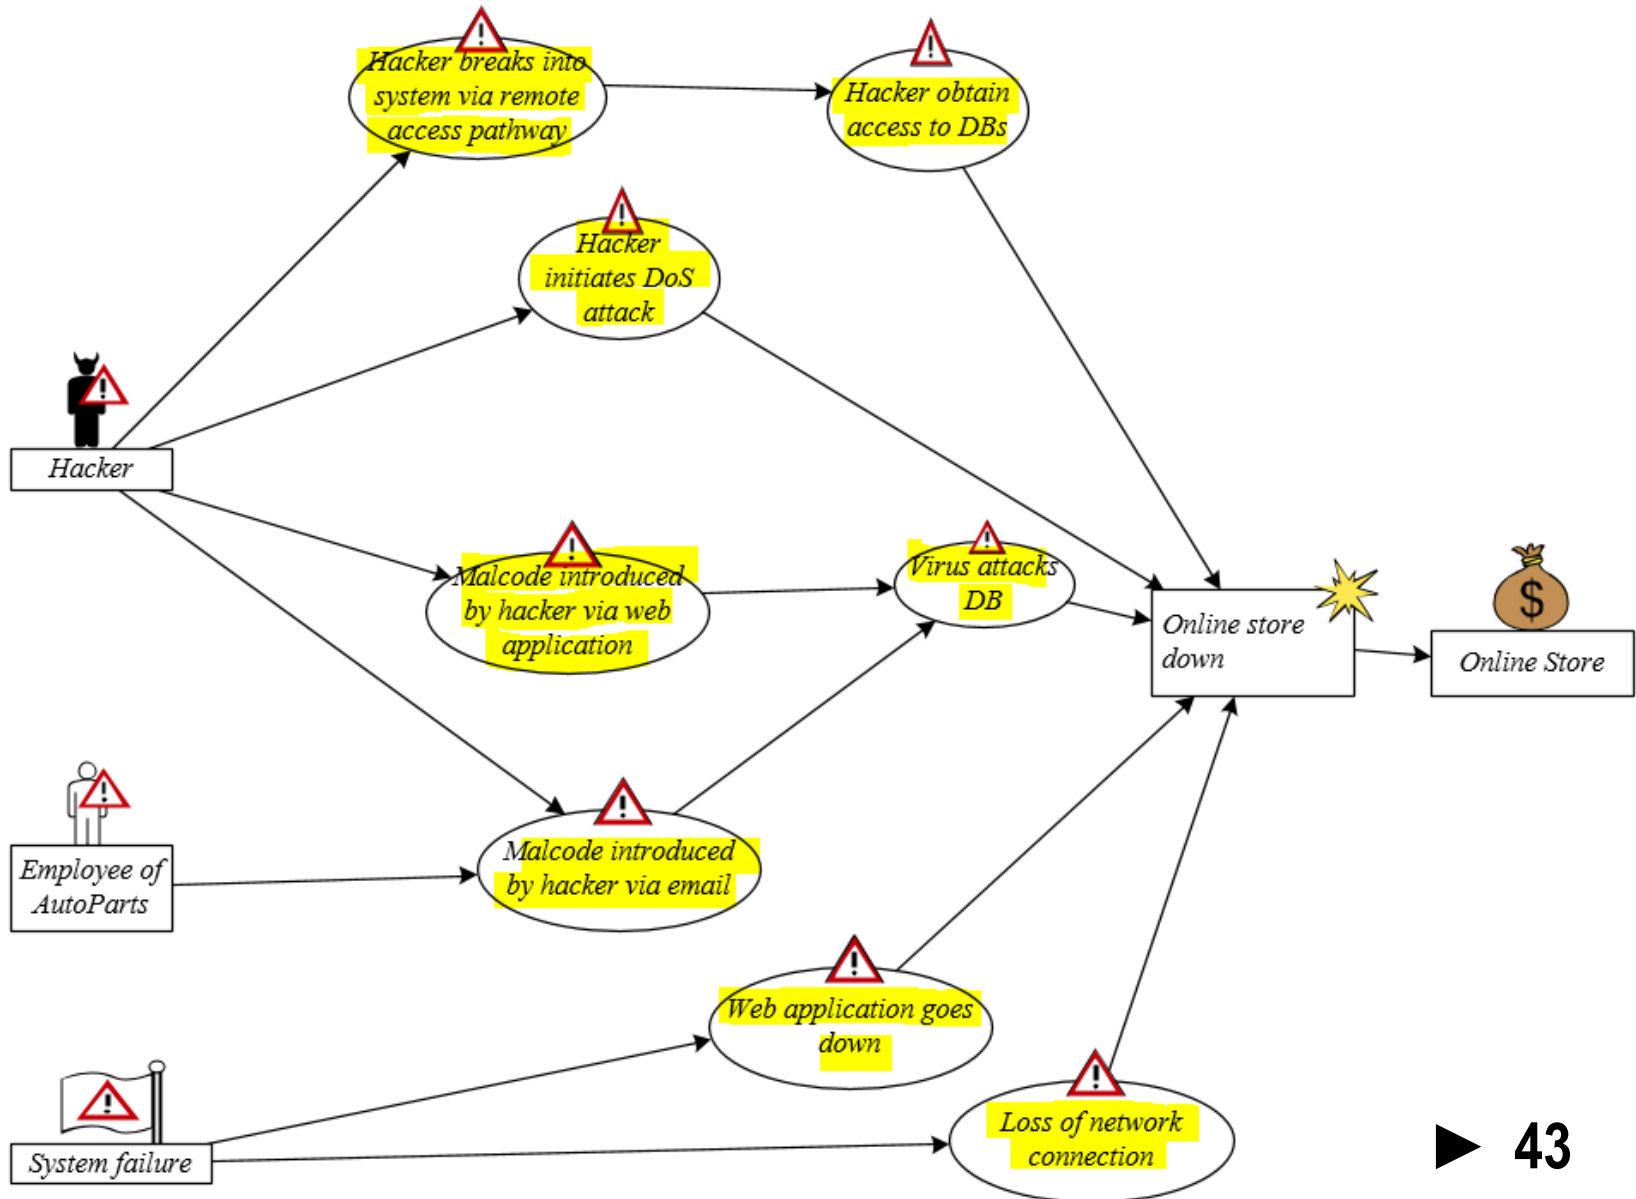 Hacker breaks into
system via remote
access pathway
Hacker obtain
access to DBs
Hacker
initiates DoS
attack
Hacker
Malcode introduced
by hacker via web
application
Virus attacks
DB
Online store
down
$
Online Store
Employee of
AutoParts
Malcode introduced
by hacker via email
Web application goes
down
System failure
Loss of network
connection
43